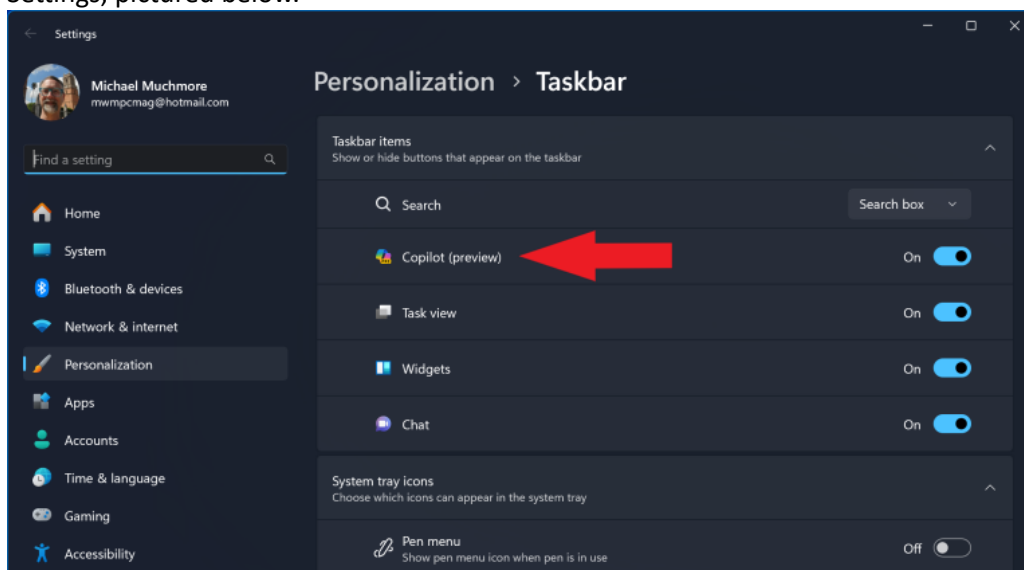 Settings, pictured below.
Settings
Michael Muchmore
mwmpcmag@hotmail.com
Find a setting
Home
System
Bluetooth & devices
Network & internet
Personalization
Apps
Accounts
Time & language
Gaming
Accessibility
Personalization > Taskbar
Taskbar items
Show or hide buttons that appear on the taskbar
Search
Search box
Copilot (preview)
On
Task view
On
Widgets
On
Chat
On
System tray icons
Choose which icons can appear in the system tray
Pen menu
Show pen menu icon when pen is in use
Off